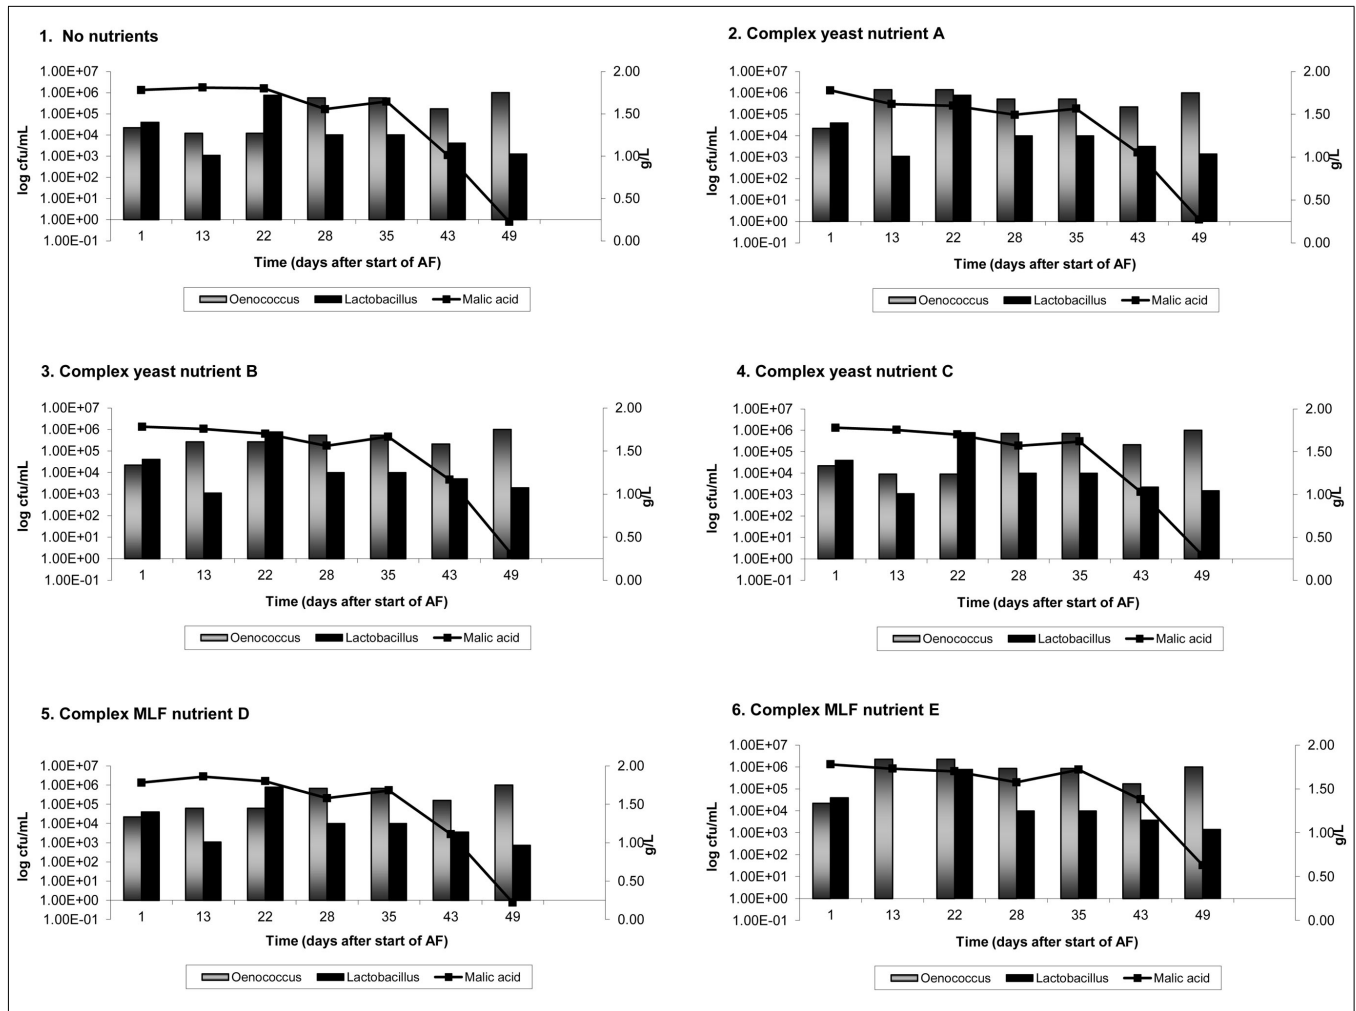 1. No nutrients
1.00E+07
1.00E+06
1.00E+05
1.00E+04
1.00E+03
1.00E+02
1.00E+01
1.00E+00
1.00E-01
log cfu/mL
2.00
1.50
1.00
0.50
0.00
g/L
1 13 22 28 35 43 49
Time (days after start of AF)
Oenococcus Lactobacillus Malic acid
2. Complex yeast nutrient A
1.00E+07
1.00E+06
1.00E+05
1.00E+04
1.00E+03
1.00E+02
1.00E+01
1.00E+00
1.00E-01
log cfu/mL
2.00
1.50
1.00
0.50
0.00
g/L
1 13 22 28 35 43 49
Time (days after start of AF)
Oenococcus Lactobacillus Malic acid
3. Complex yeast nutrient B
1.00E+07
1.00E+06
1.00E+05
1.00E+04
1.00E+03
1.00E+02
1.00E+01
1.00E+00
1.00E-01
log cfu/mL
2.00
1.50
1.00
0.50
0.00
g/L
1 13 22 28 35 43 49
Time (days after start of AF)
Oenococcus Lactobacillus Malic acid
4. Complex yeast nutrient C
1.00E+07
1.00E+06
1.00E+05
1.00E+04
1.00E+03
1.00E+02
1.00E+01
1.00E+00
1.00E-01
log cfu/mL
2.00
1.50
1.00
0.50
0.00
g/L
1 13 22 28 35 43 49
Time (days after start of AF)
Oenococcus Lactobacillus Malic acid
5. Complex MLF nutrient D
1.00E+07
1.00E+06
1.00E+05
1.00E+04
1.00E+03
1.00E+02
1.00E+01
1.00E+00
1.00E-01
log cfu/mL
2.00
1.50
1.00
0.50
0.00
g/L
1 13 22 28 35 43 49
Time (days after start of AF)
Oenococcus Lactobacillus Malic acid
6. Complex MLF nutrient E
1.00E+07
1.00E+06
1.00E+05
1.00E+04
1.00E+03
1.00E+02
1.00E+01
1.00E+00
1.00E-01
log cfu/mL
2.00
1.50
1.00
0.50
0.00
g/L
1 13 22 28 35 43 49
Time (days after start of AF)
Oenococcus Lactobacillus Malic acid